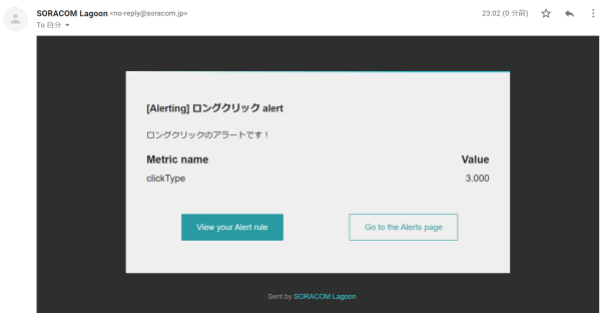 SORACOM Lagoon <no-reply@soracom.jp> 23:02 (0 分前)
To 自分
[Alerting] ロングクリック alert
ロングクリックのアラートです！
Metric name Value
clickType 3.000
View your Alert rule Go to the Alerts page
Sent by SORACOM Lagoon